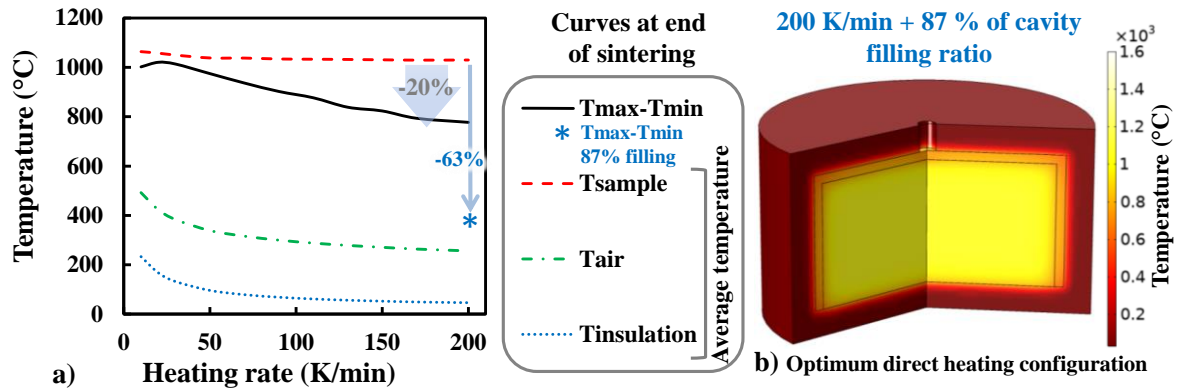 1200
1000
800
600
400
200
0
Temperature (°C)
0
50
100
150
200
Heating rate (K/min)
a)
-20%
-63%
*
Curves at end
of sintering
Tmax-Tmin
* Tmax-Tmin
87% filling
Tsample
Tair
Tinsulation
Average temperature
200 K/min + 87 % of cavity
filling ratio
×10³
1.6
1.4
1.2
1
0.8
0.6
0.4
0.2
Temperature (°C)
b) Optimum direct heating configuration